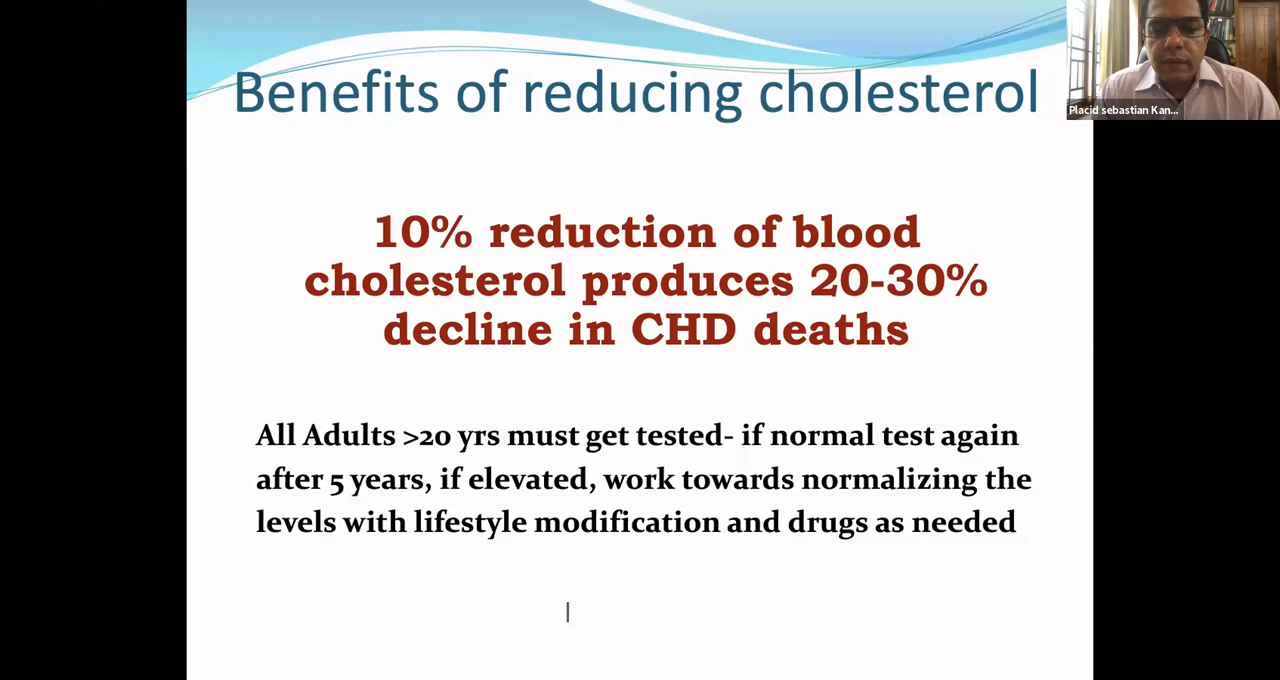 Benefits of reducing cholesterol
Placid sebastian Kan...
10% reduction of blood
cholesterol produces 20-30%
decline in CHD deaths
All Adults >20 yrs must get tested- if normal test again
after 5 years, if elevated, work towards normalizing the
levels with lifestyle modification and drugs as needed